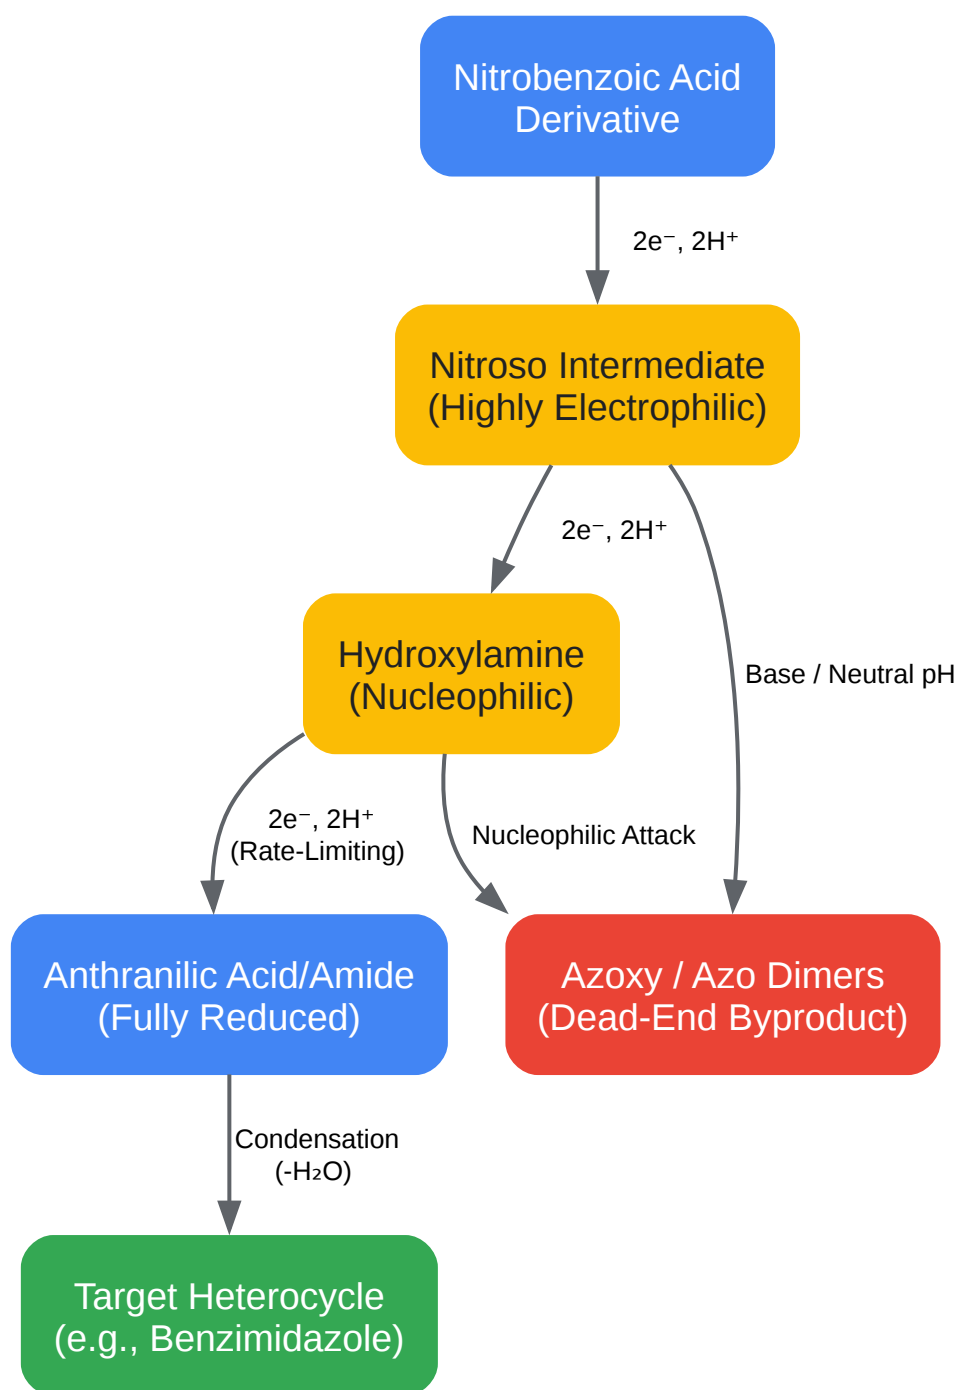 Nitrobenzoic Acid
Derivative
2e⁻, 2H⁺
Nitroso Intermediate
(Highly Electrophilic)
2e⁻, 2H⁺
Hydroxylamine
(Nucleophilic)
Base / Neutral pH
2e⁻, 2H⁺
(Rate-Limiting)
Nucleophilic Attack
Anthranilic Acid/Amide
(Fully Reduced)
Azoxy / Azo Dimers
(Dead-End Byproduct)
Condensation
(-H₂O)
Target Heterocycle
(e.g., Benzimidazole)